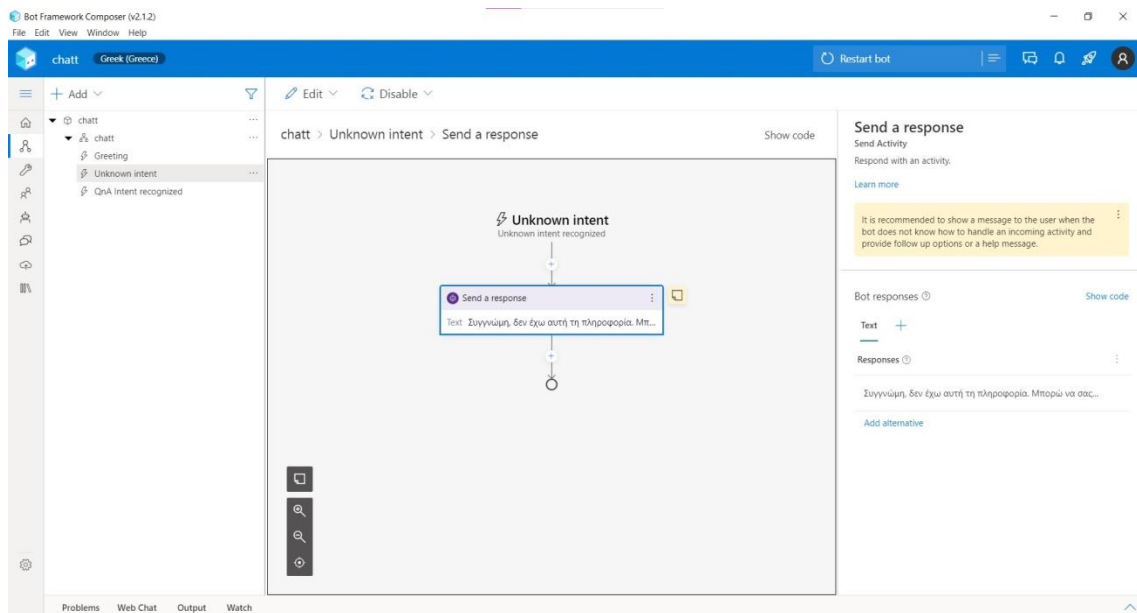 Bot Framework Composer (v2.1.2)
File Edit View Window Help
chatt Greek (Greece)
Restart bot
Add
Edit Disable
chatt
chatt
Greeting
Unknown intent
QnA Intent recognized
chatt > Unknown intent > Send a response
Show code
Unknown intent
Unknown intent recognized
Send a response
Text Συγγνώμη, δεν έχω αυτή τη πληροφορία. Μπ...
Send a response
Send Activity
Respond with an activity.
Learn more
It is recommended to show a message to the user when the
bot does not know how to handle an incoming activity and
provide follow up options or a help message.
Bot responses
Show code
Text
Responses
Συγγνώμη, δεν έχω αυτή τη πληροφορία. Μπορώ να σας...
Add alternative
Problems Web Chat Output Watch